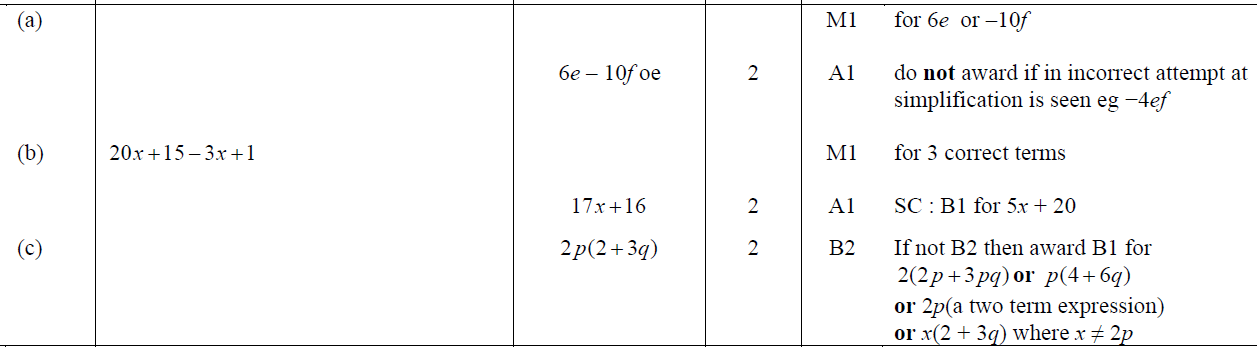 (a) M1 for 6e or –10f
6e – 10f oe 2 A1 do not award if in incorrect attempt at
simplification is seen eg −4ef
(b) 20x+15–3x+1 M1 for 3 correct terms
17x+16 2 A1 SC : B1 for 5x + 20
(c) 2p(2+3q) 2 B2 If not B2 then award B1 for
2(2p+3pq) or p(4+6q)
or 2p(a two term expression)
or x(2 + 3q) where x ≠ 2p